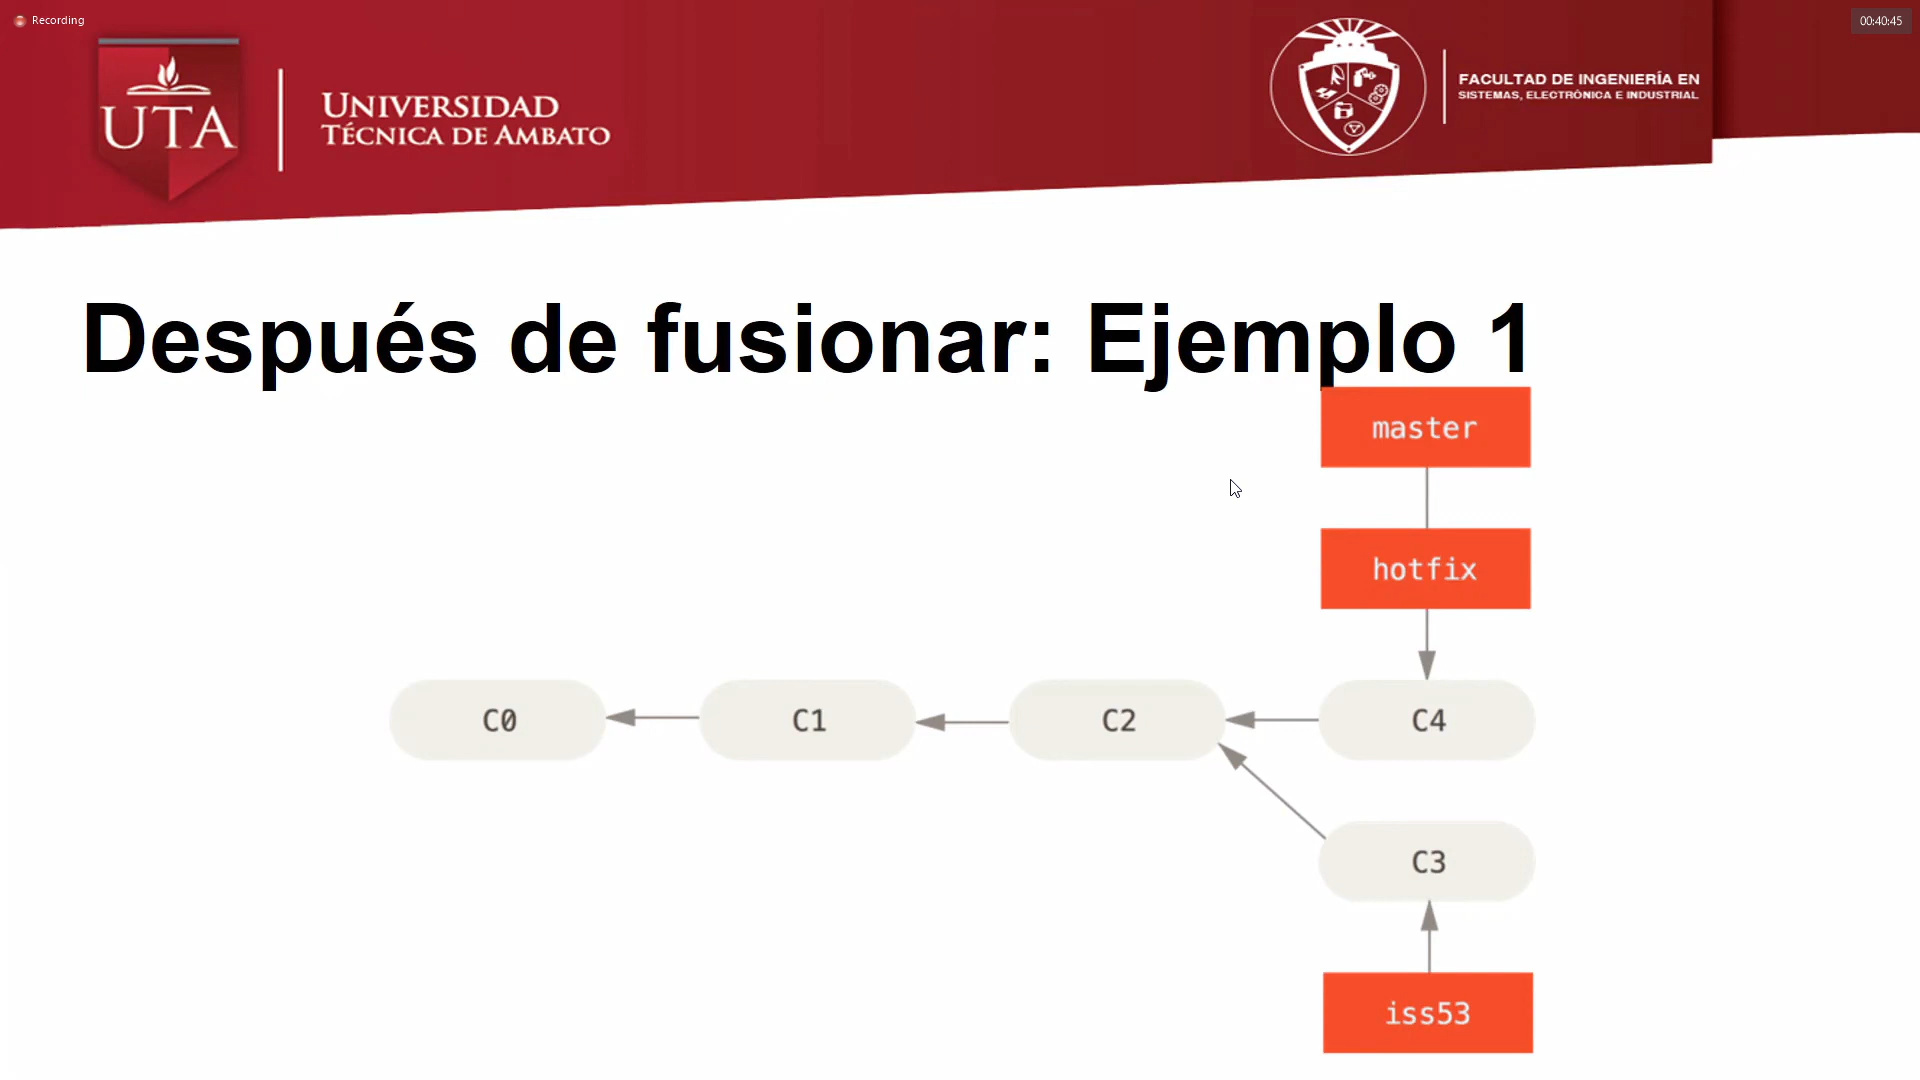 Recording
00:40:45
UTA
UNIVERSIDAD
TÉCNICA DE AMBATO
FACULTAD DE INGENIERÍA EN
SISTEMAS, ELECTRÓNICA E INDUSTRIAL
Después de fusionar: Ejemplo 1
master
hotfix
C0
C1
C2
C4
C3
iss53